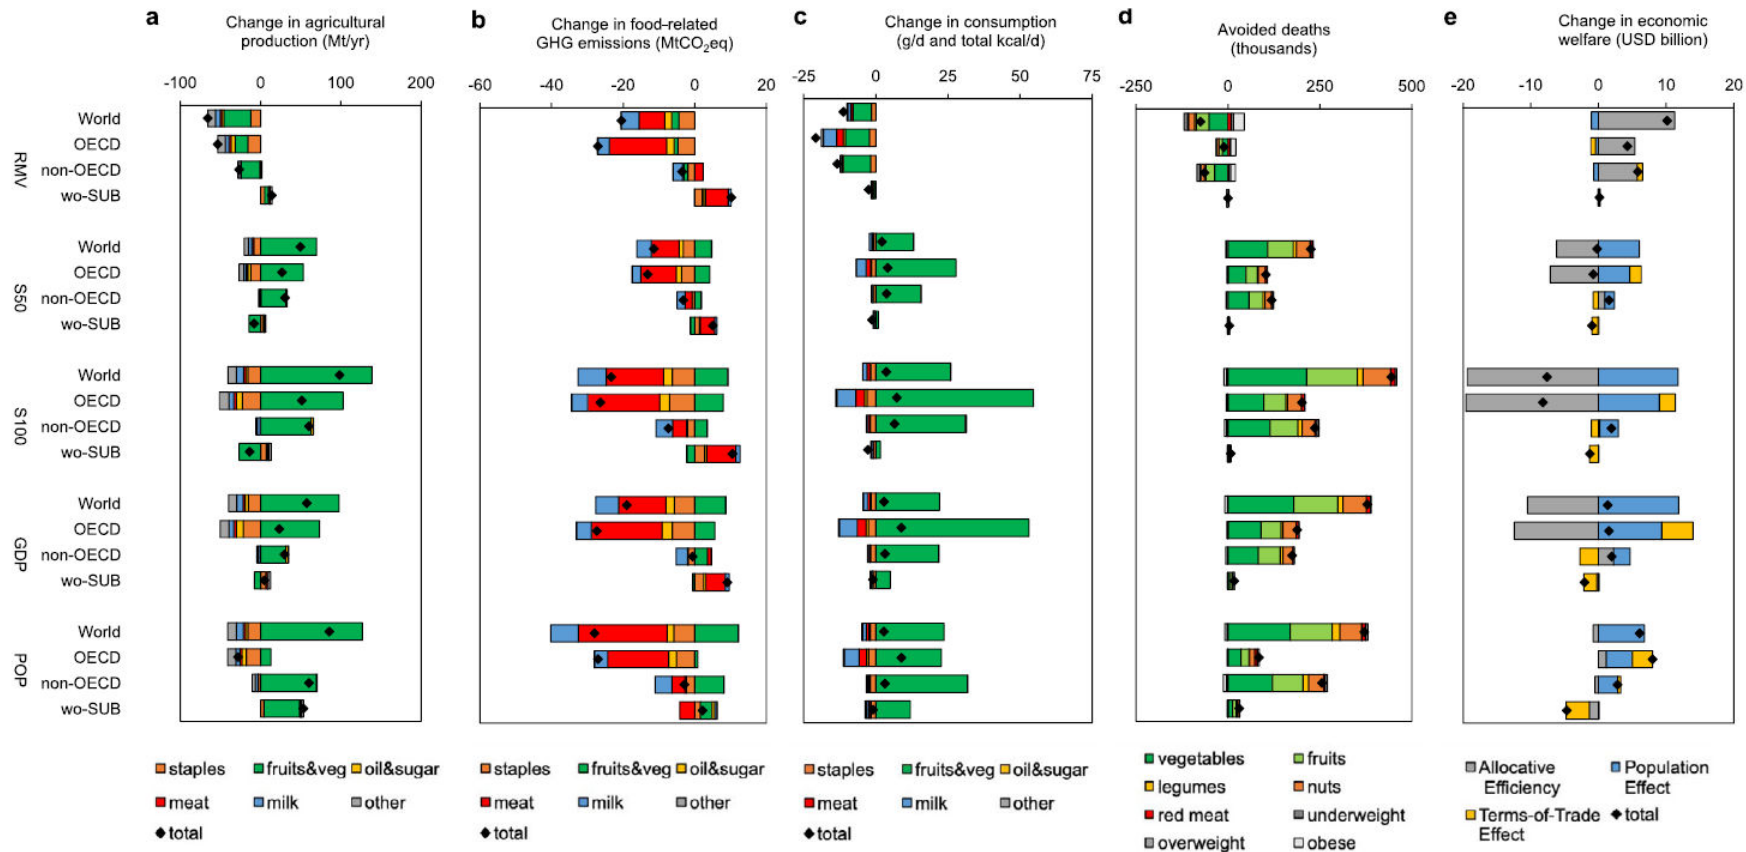 a
Change in agricultural
production (Mt/yr)
b
Change in food-related
GHG emissions (MtCO₂eq)
c
Change in consumption
(g/d and total kcal/d)
d
Avoided deaths
(thousands)
e
Change in economic
welfare (USD billion)
-100 0 100 200
-60 -40 -20 0 20
-25 0 25 50 75
-250 0 250 500
-20 -10 0 10 20
RMV
World
OECD
non-OECD
wo-SUB
S50
World
OECD
non-OECD
wo-SUB
S100
World
OECD
non-OECD
wo-SUB
GDP
World
OECD
non-OECD
wo-SUB
POP
World
OECD
non-OECD
wo-SUB
staples fruits&veg oil&sugar
meat milk other
total
staples fruits&veg oil&sugar
meat milk other
total
staples fruits&veg oil&sugar
meat milk other
total
vegetables fruits
legumes nuts
red meat underweight
overweight obese
Allocative Population
Efficiency Effect
Terms-of-Trade total
Effect